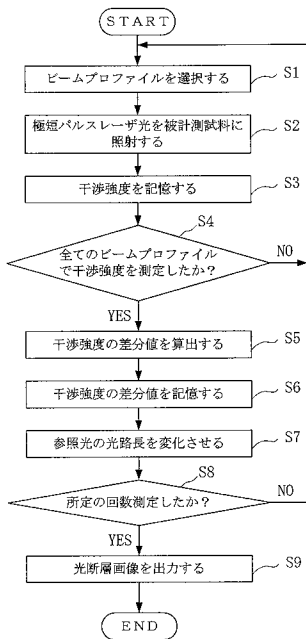 START
ビームプロファイルを選択する
S1
極短パルスレーザ光を被計測試料に
照射する
S2
干渉強度を記憶する
S3
S4
全てのビームプロファイル
で干渉強度を測定したか?
NO
YES
干渉強度の差分値を算出する
S5
干渉強度の差分値を記憶する
S6
参照光の光路長を変化させる
S7
S8
所定の回数測定したか?
NO
YES
光断層画像を出力する
S9
END